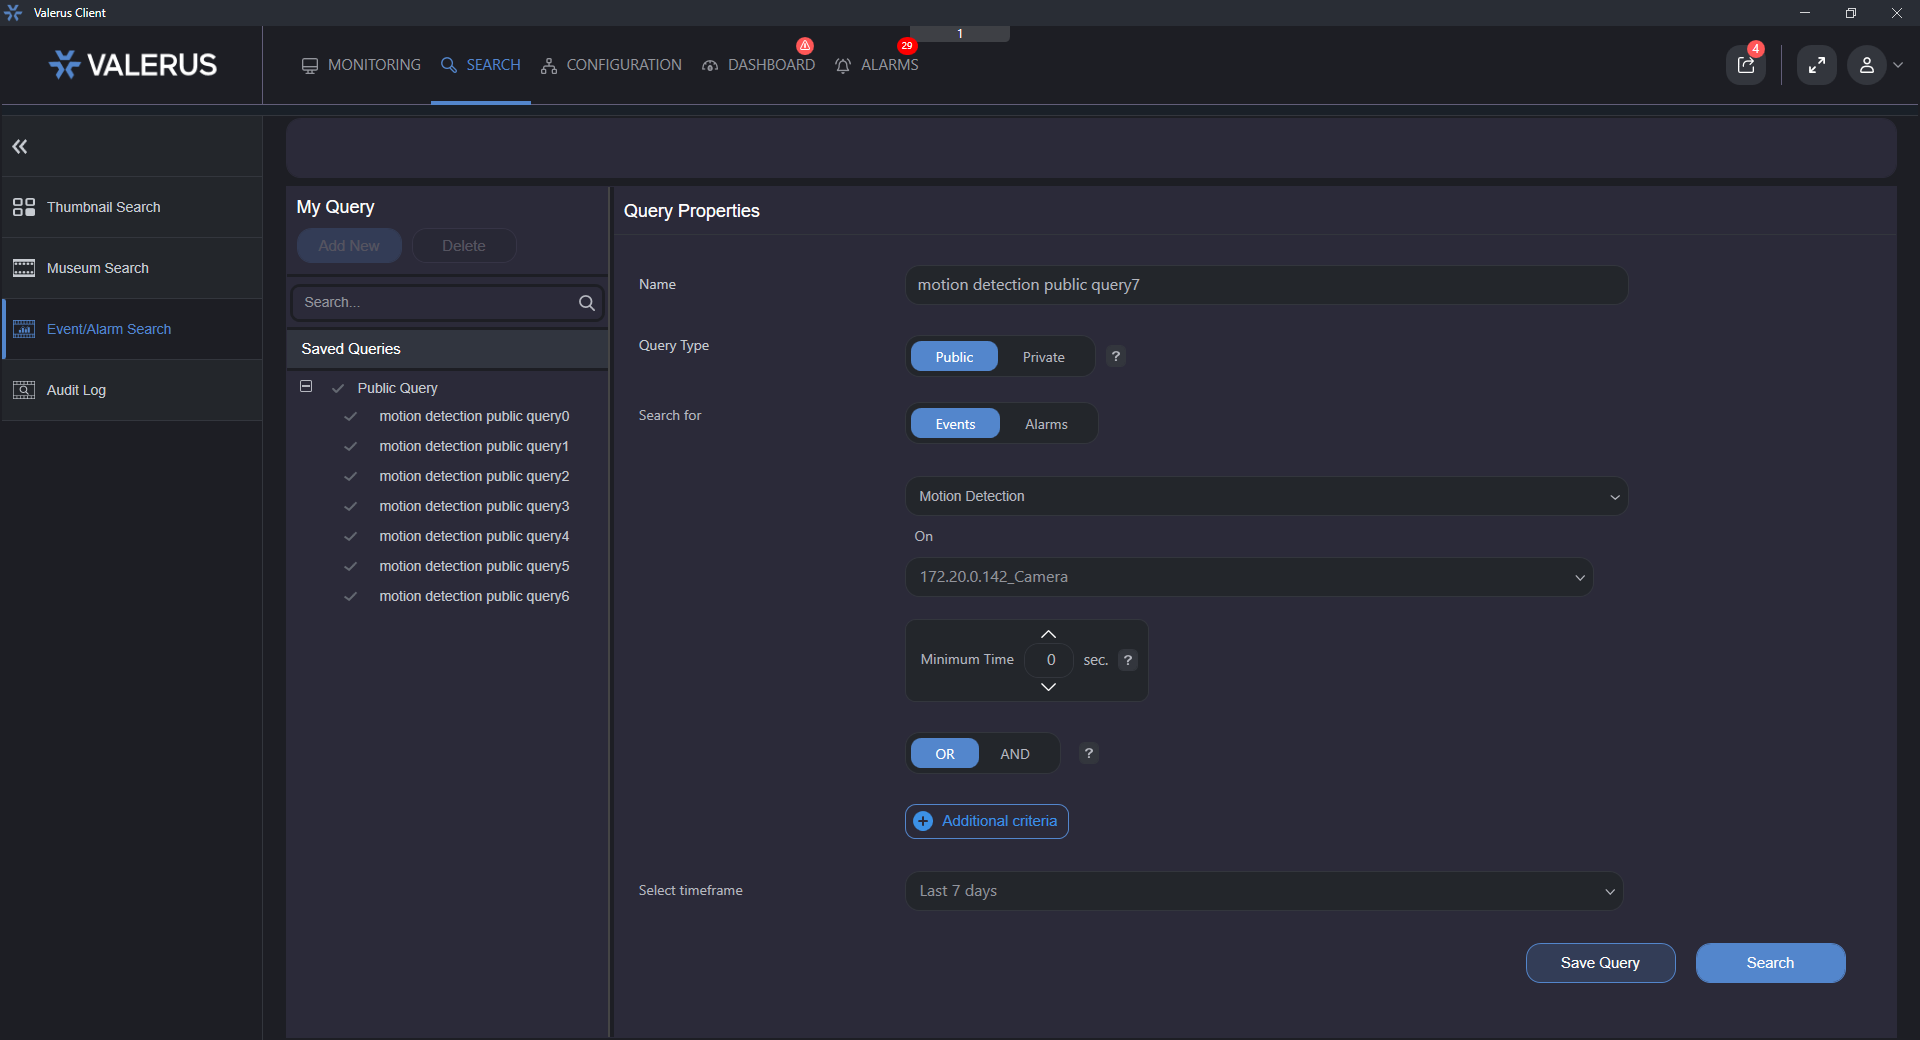 Valerus Client
VALERUS
MONITORING
SEARCH
CONFIGURATION
DASHBOARD
29
ALARMS
1
4
Thumbnail Search
Museum Search
Event/Alarm Search
Audit Log
My Query
Add New
Delete
Search...
Saved Queries
Public Query
motion detection public query0
motion detection public query1
motion detection public query2
motion detection public query3
motion detection public query4
motion detection public query5
motion detection public query6
Query Properties
Name
motion detection public query7
Query Type
Public
Private
?
Search for
Events
Alarms
Motion Detection
On
172.20.0.142_Camera
Minimum Time
0
sec.
?
OR
AND
?
Additional criteria
Select timeframe
Last 7 days
Save Query
Search